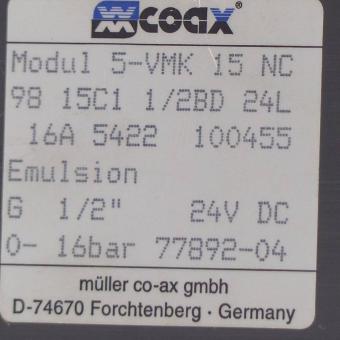 coax
Modul 5-VMK 15 NC
98 15C1 1/2BD 24L
16A 5422 100455
Emulsion
G 1/2" 24V DC
0- 16bar 77892-04
müller co-ax gmbh
D-74670 Forchtenberg · Germany